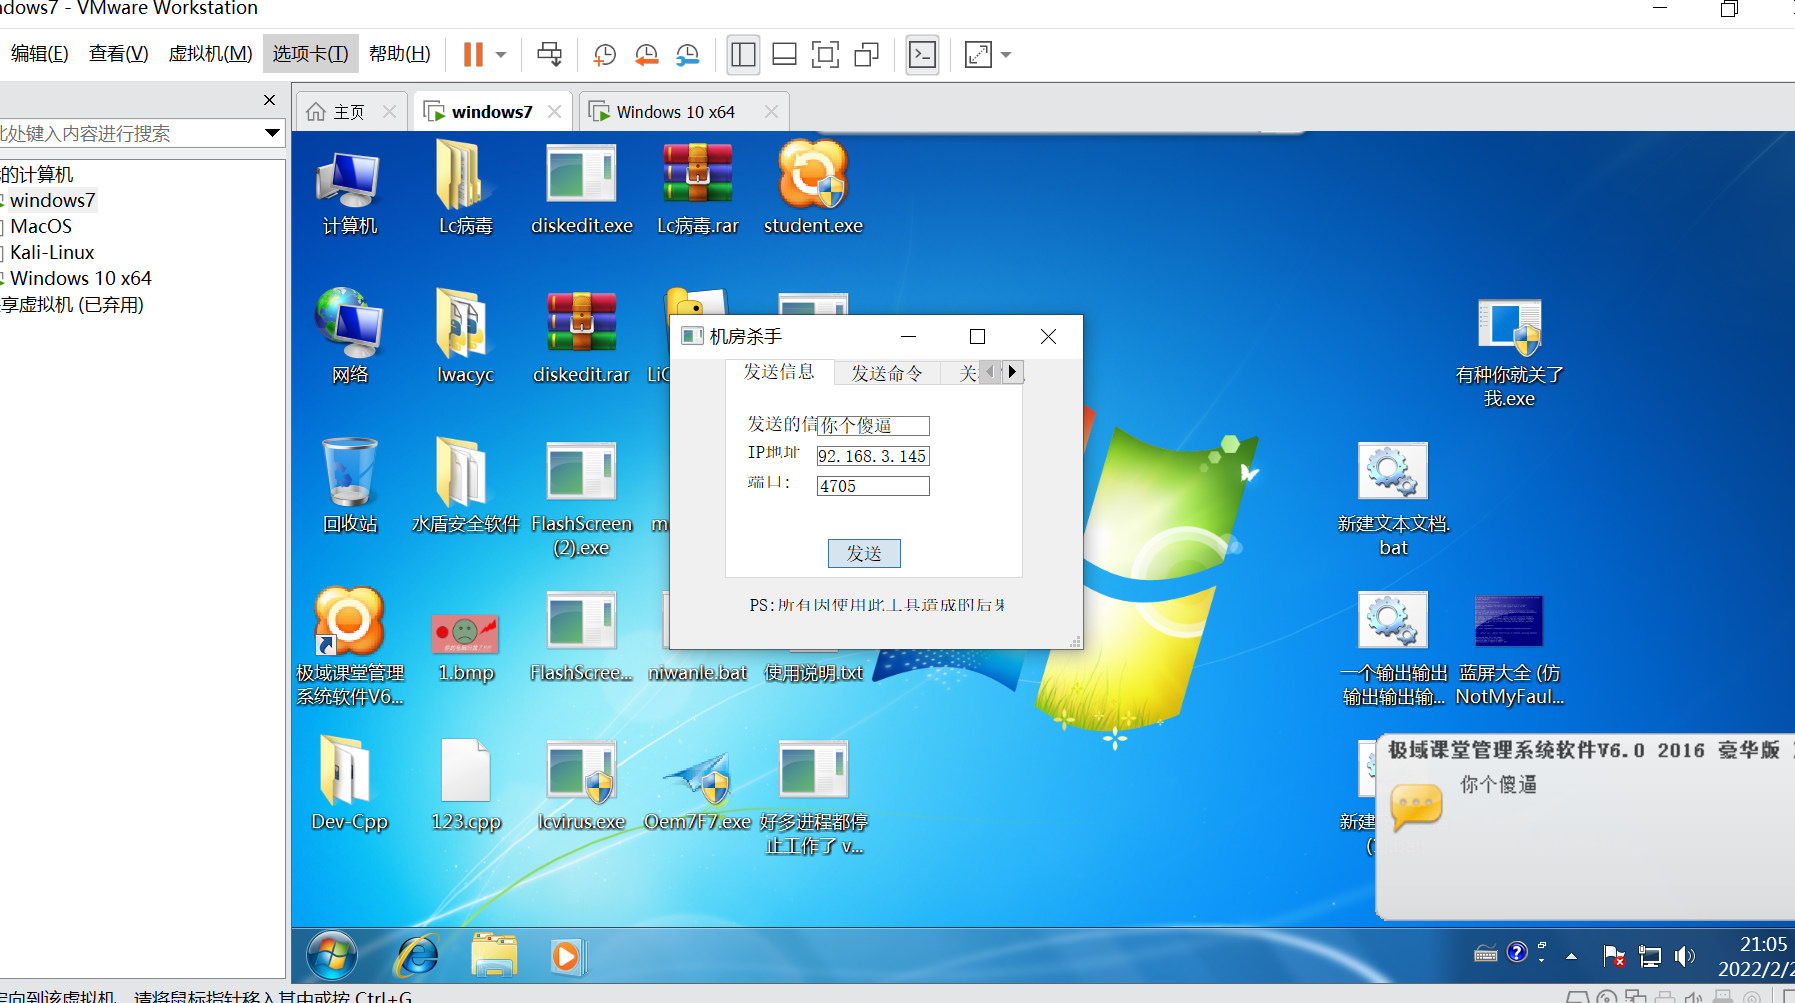 ndows7 - VMware Workstation
编辑(E) 查看(V) 虚拟机(M) 选项卡(T) 帮助(H)
主页 windows7 Windows 10 x64
此处键入内容进行搜索
的计算机
windows7
MacOS
Kali-Linux
Windows 10 x64
享虚拟机 (已弃用)
计算机 Lc病毒 diskedit.exe Lc病毒.rar student.exe
网络 lwacyc diskedit.rar LiC
有种你就关了
我.exe
机房杀手
发送信息 发送命令 关
发送的信 你个傻逼
IP地址 92.168.3.145
端口: 4705
发送
PS:所有因使用此工具造成的后果
回收站 水盾安全软件 FlashScreen
(2).exe
新建文本文档.
bat
极域课堂管理
系统软件V6...
1.bmp FlashScree... niwanle.bat 使用说明.txt
一个输出输出
输出输出输...
蓝屏大全 (仿
NotMyFaul...
Dev-Cpp 123.cpp lcvirus.exe Oem7F7.exe 好多进程都停
止工作了 v...
新建
极域课堂管理系统软件V6.0 2016 豪华版
你个傻逼
21:05
2022/2/2
定向到该虚拟机，请将鼠标指针移入其中或按 Ctrl+G